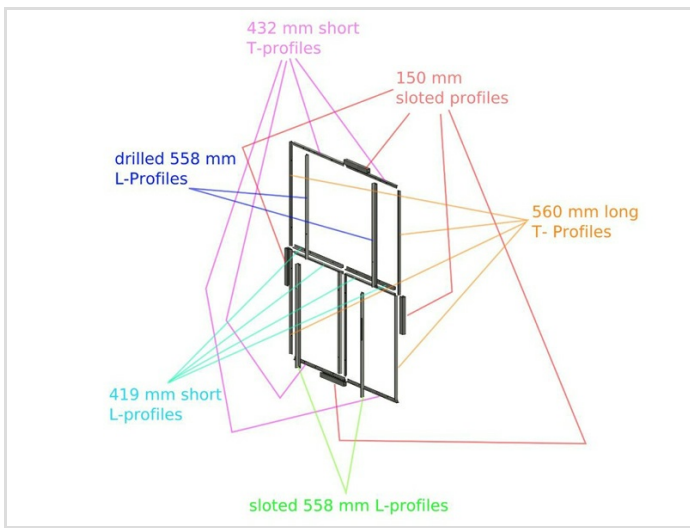 432 mm short
T-profiles
150 mm
sloted profiles
drilled 558 mm
L-Profiles
560 mm long
T- Profiles
419 mm short
L-profiles
sloted 558 mm L-profiles